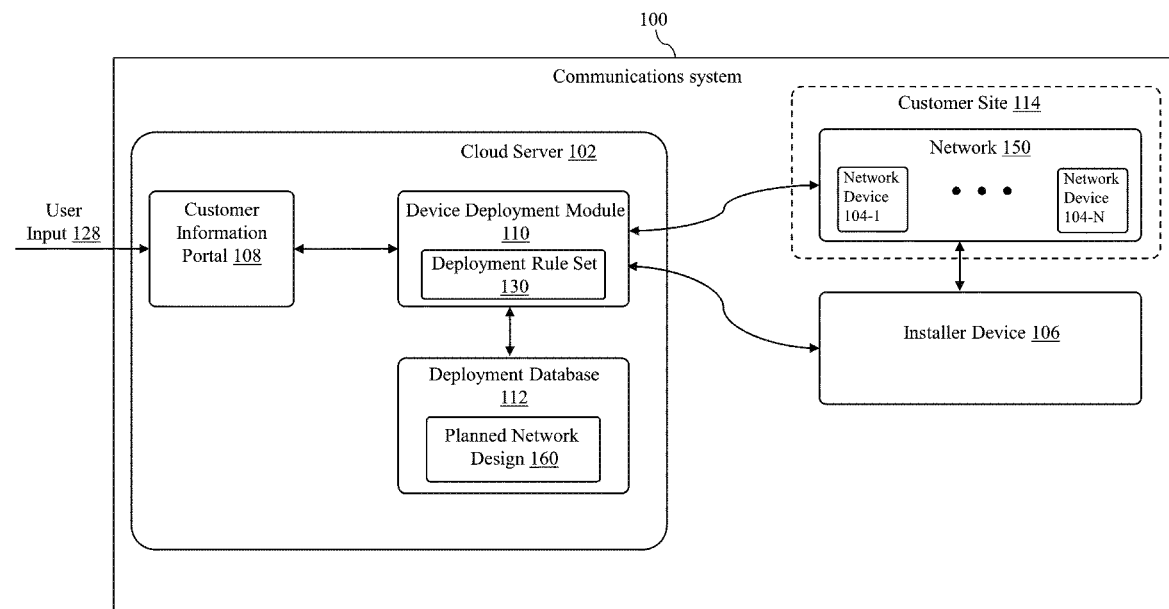 100
Communications system
Customer Site 114
Network 150
Network
Device
104-1
Network
Device
104-N
Cloud Server 102
User
Input 128
Customer
Information
Portal 108
Device Deployment Module
110
Deployment Rule Set
130
Deployment Database
112
Planned Network
Design 160
Installer Device 106